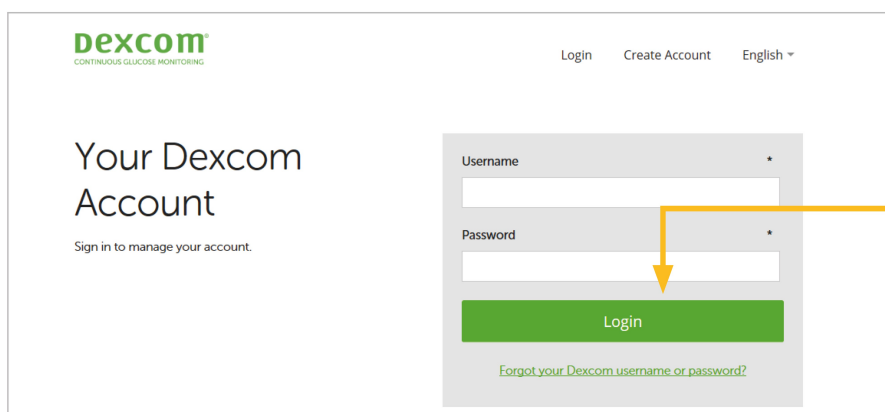 Dexcom
CONTINUOUS GLUCOSE MONITORING
Login Create Account English
Your Dexcom
Account
Sign in to manage your account.
Username *
Password *
Login
Forgot your Dexcom username or password?